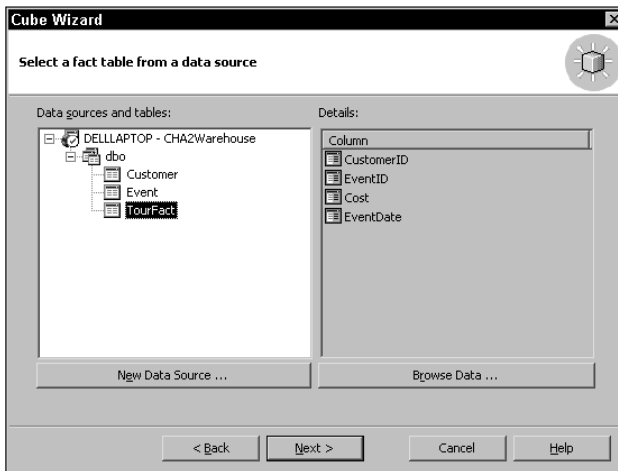 Cube Wizard
Select a fact table from a data source
Data sources and tables:
Details:
DELLLAPTOP - CHA2Warehouse
dbo
Customer
Event
TourFact
Column
CustomerID
EventID
Cost
EventDate
New Data Source ...
Browse Data ...
< Back
Next >
Cancel
Help